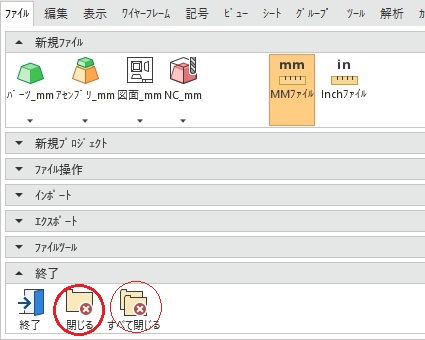 ファイル 編集 表示 ワイヤーフレーム 記号 ビュー シート グループ ツール 解析
新規ファイル
mm in
パーツ_mm アセンブリ_mm 図面_mm NC_mm MMファイル Inchファイル
新規プロジェクト
ファイル操作
インポート
エクスポート
ファイルツール
終了
終了 閉じる すべて閉じる